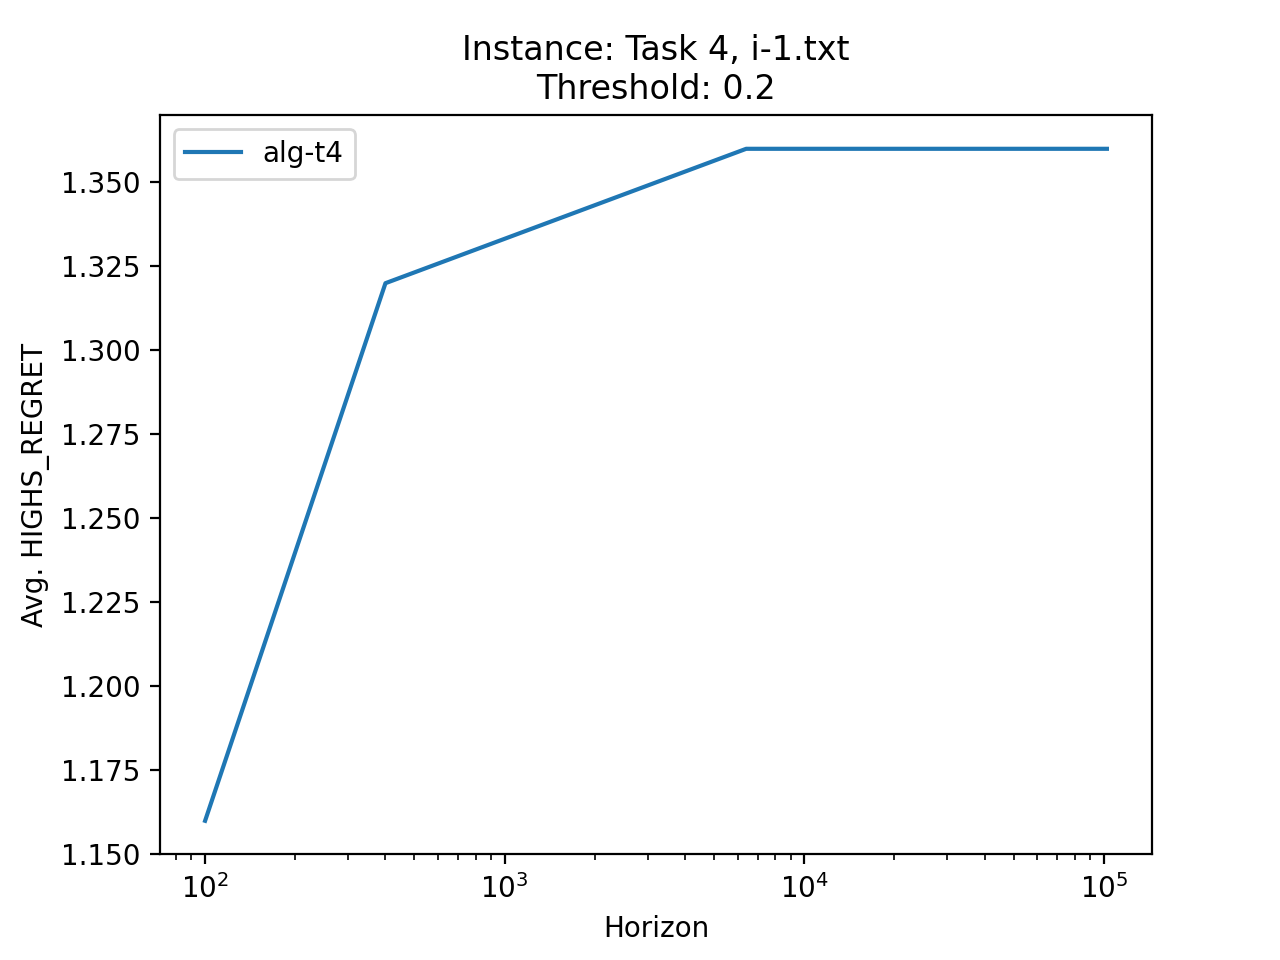 Instance: Task 4, i-1.txt
Threshold: 0.2
alg-t4
1.350
1.325
1.300
1.275
1.250
1.225
1.200
1.175
1.150
Avg. HIGHS_REGRET
10² 10³ 10⁴ 10⁵
Horizon